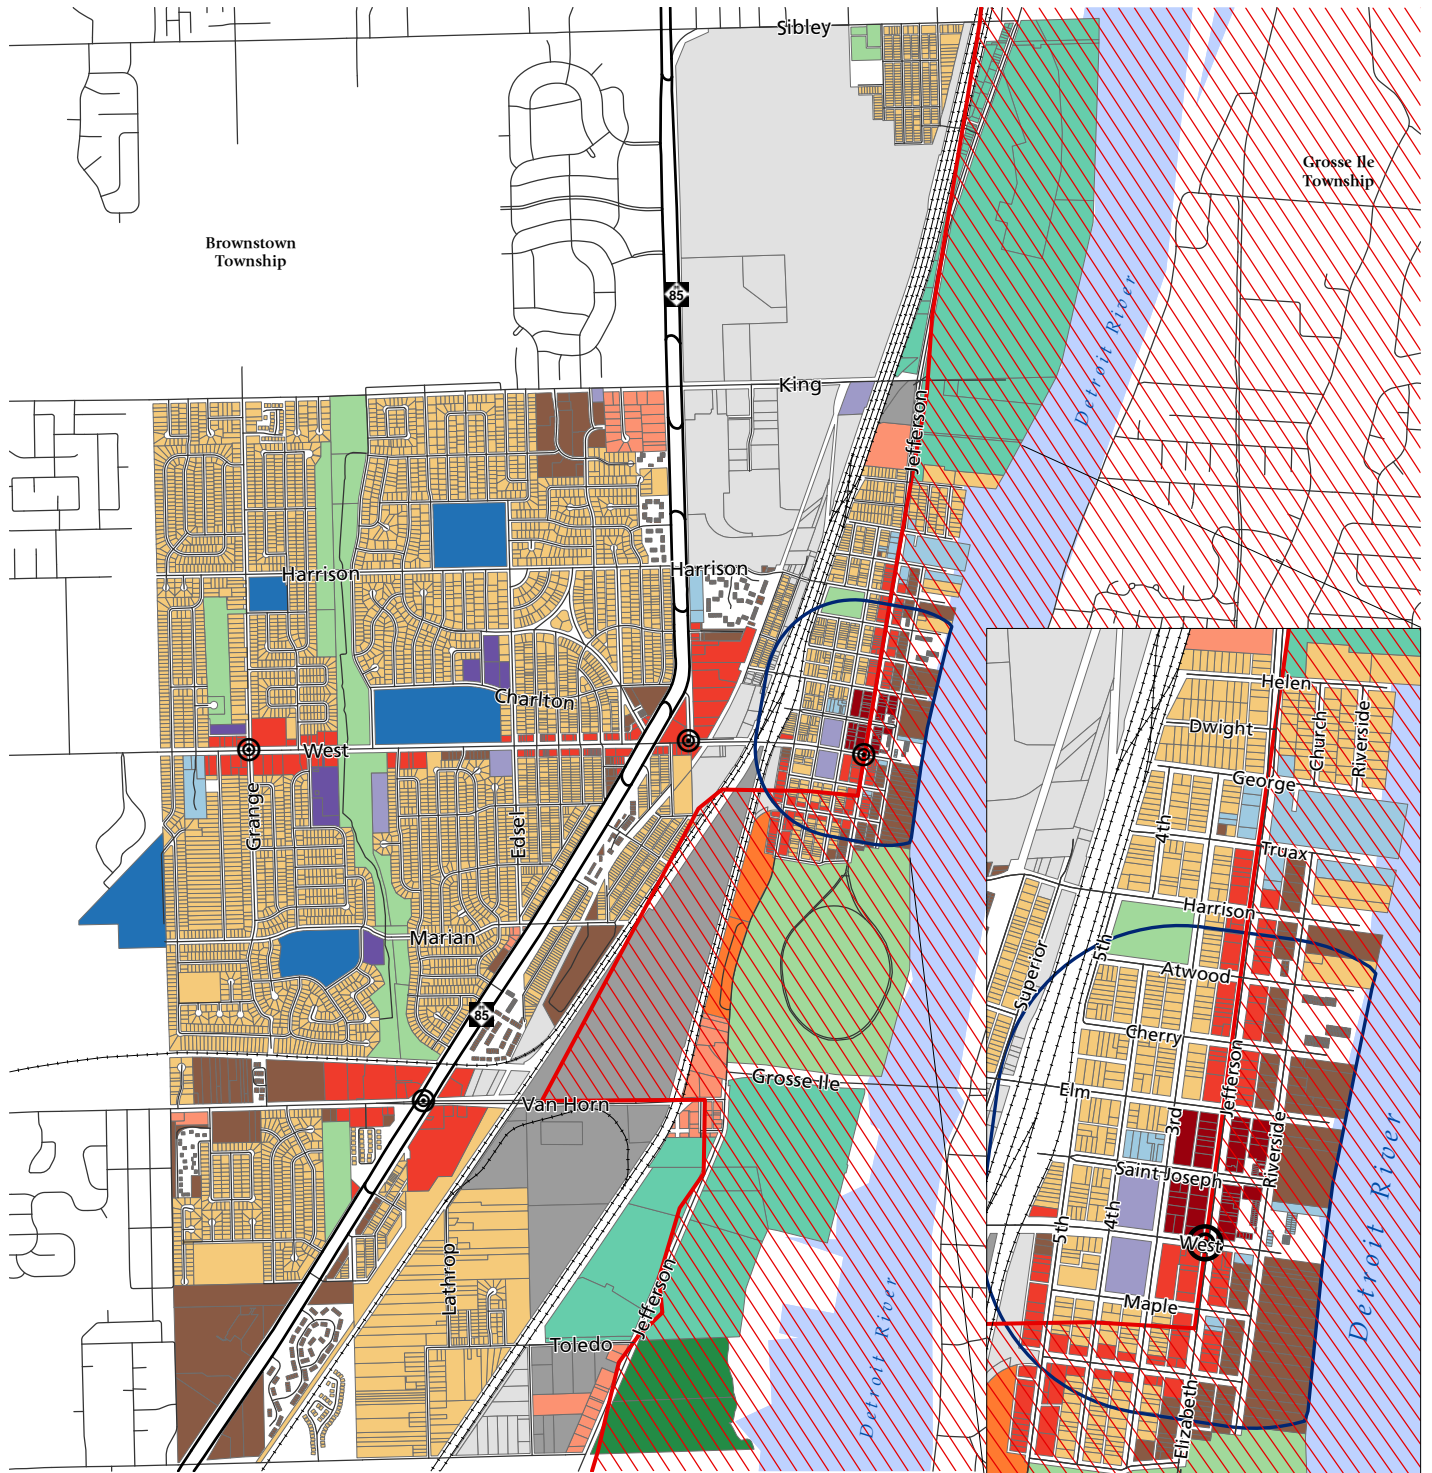 Sibley
Grosse Ile
Township
Brownstown
Township
85
Detroit River
King
Jefferson
Harrison
Harrison
Charlton
West
Grange
Edsel
Marian
85
Grosse Ile
Van Horn
Lathrop
Jefferson
Toledo
Detroit River
Helen
Dwight
Church
Riverside
George
4th
Truax
Harrison
5th
Superior
Atwood
Cherry
Jefferson
Elm
3rd
Riverside
Saint Joseph
4th
5th
West
Maple
Elizabeth
Detroit River